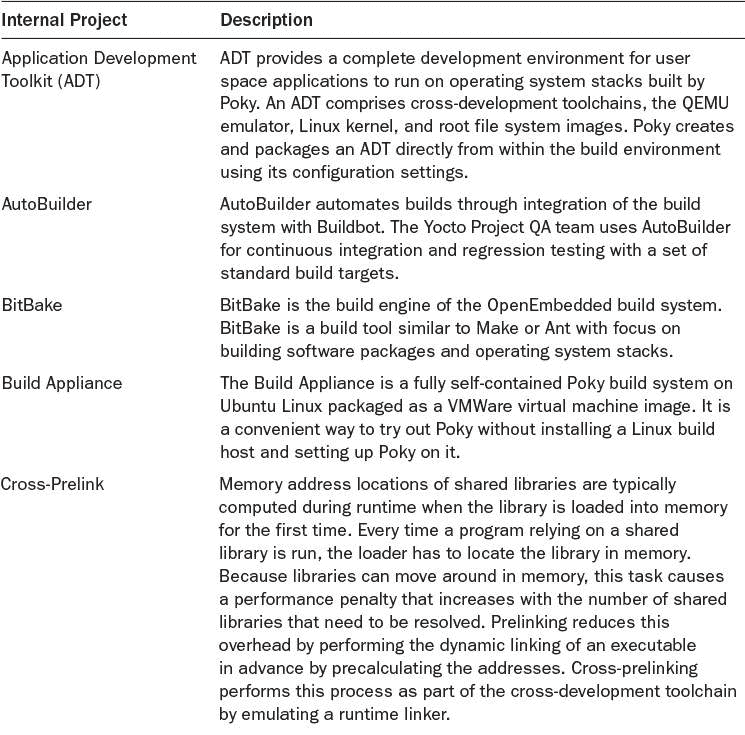 Internal Project Description
Application Development ADT provides a complete development environment for user
Toolkit (ADT) space applications to run on operating system stacks built by
Poky. An ADT comprises cross-development toolchains, the QEMU
emulator, Linux kernel, and root file system images. Poky creates
and packages an ADT directly from within the build environment
using its configuration settings.
AutoBuilder AutoBuilder automates builds through integration of the build
system with Buildbot. The Yocto Project QA team uses AutoBuilder
for continuous integration and regression testing with a set of
standard build targets.
BitBake BitBake is the build engine of the OpenEmbedded build system.
BitBake is a build tool similar to Make or Ant with focus on
building software packages and operating system stacks.
Build Appliance The Build Appliance is a fully self-contained Poky build system on
Ubuntu Linux packaged as a VMWare virtual machine image. It is
a convenient way to try out Poky without installing a Linux build
host and setting up Poky on it.
Cross-Prelink Memory address locations of shared libraries are typically
computed during runtime when the library is loaded into memory
for the first time. Every time a program relying on a shared
library is run, the loader has to locate the library in memory.
Because libraries can move around in memory, this task causes
a performance penalty that increases with the number of shared
libraries that need to be resolved. Prelinking reduces this
overhead by performing the dynamic linking of an executable
in advance by precalculating the addresses. Cross-prelinking
performs this process as part of the cross-development toolchain
by emulating a runtime linker.